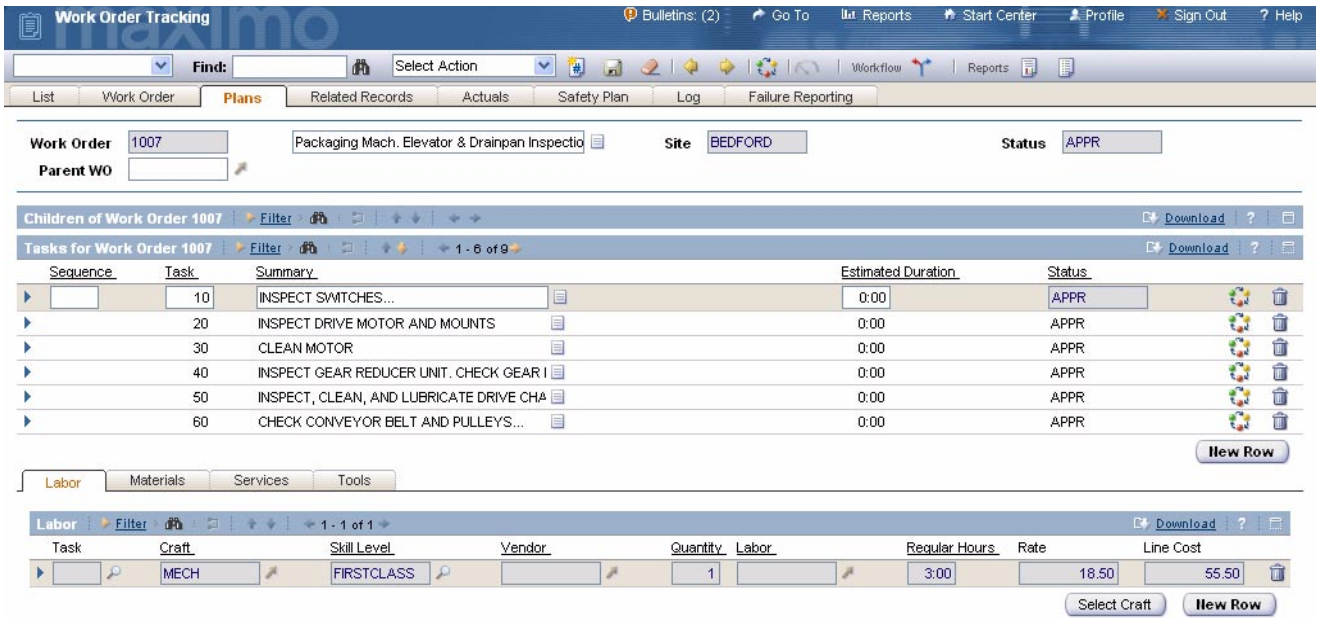 Work Order Tracking
maximo
Bulletins: (2) Go To Reports Start Center Profile Sign Out ? Help
Find: Select Action Workflow Reports
List Work Order Plans Related Records Actuals Safety Plan Log Failure Reporting
Work Order 1007 Packaging Mach. Elevator & Drainpan Inspectio Site BEDFORD Status APPR
Parent WO
Children of Work Order 1007 Filter Download ?
Tasks for Work Order 1007 Filter 1 - 6 of 9 Download ?
Sequence Task Summary Estimated Duration Status
10 INSPECT SWITCHES... 0:00 APPR
20 INSPECT DRIVE MOTOR AND MOUNTS 0:00 APPR
30 CLEAN MOTOR 0:00 APPR
40 INSPECT GEAR REDUCER UNIT. CHECK GEAR 0:00 APPR
50 INSPECT, CLEAN, AND LUBRICATE DRIVE CHA 0:00 APPR
60 CHECK CONVEYOR BELT AND PULLEYS... 0:00 APPR
New Row
Labor Materials Services Tools
Labor Filter 1 - 1 of 1 Download ?
Task Craft Skill Level Vendor Quantity Labor Regular Hours Rate Line Cost
MECH FIRSTCLASS 1 3:00 18.50 55.50
Select Craft New Row